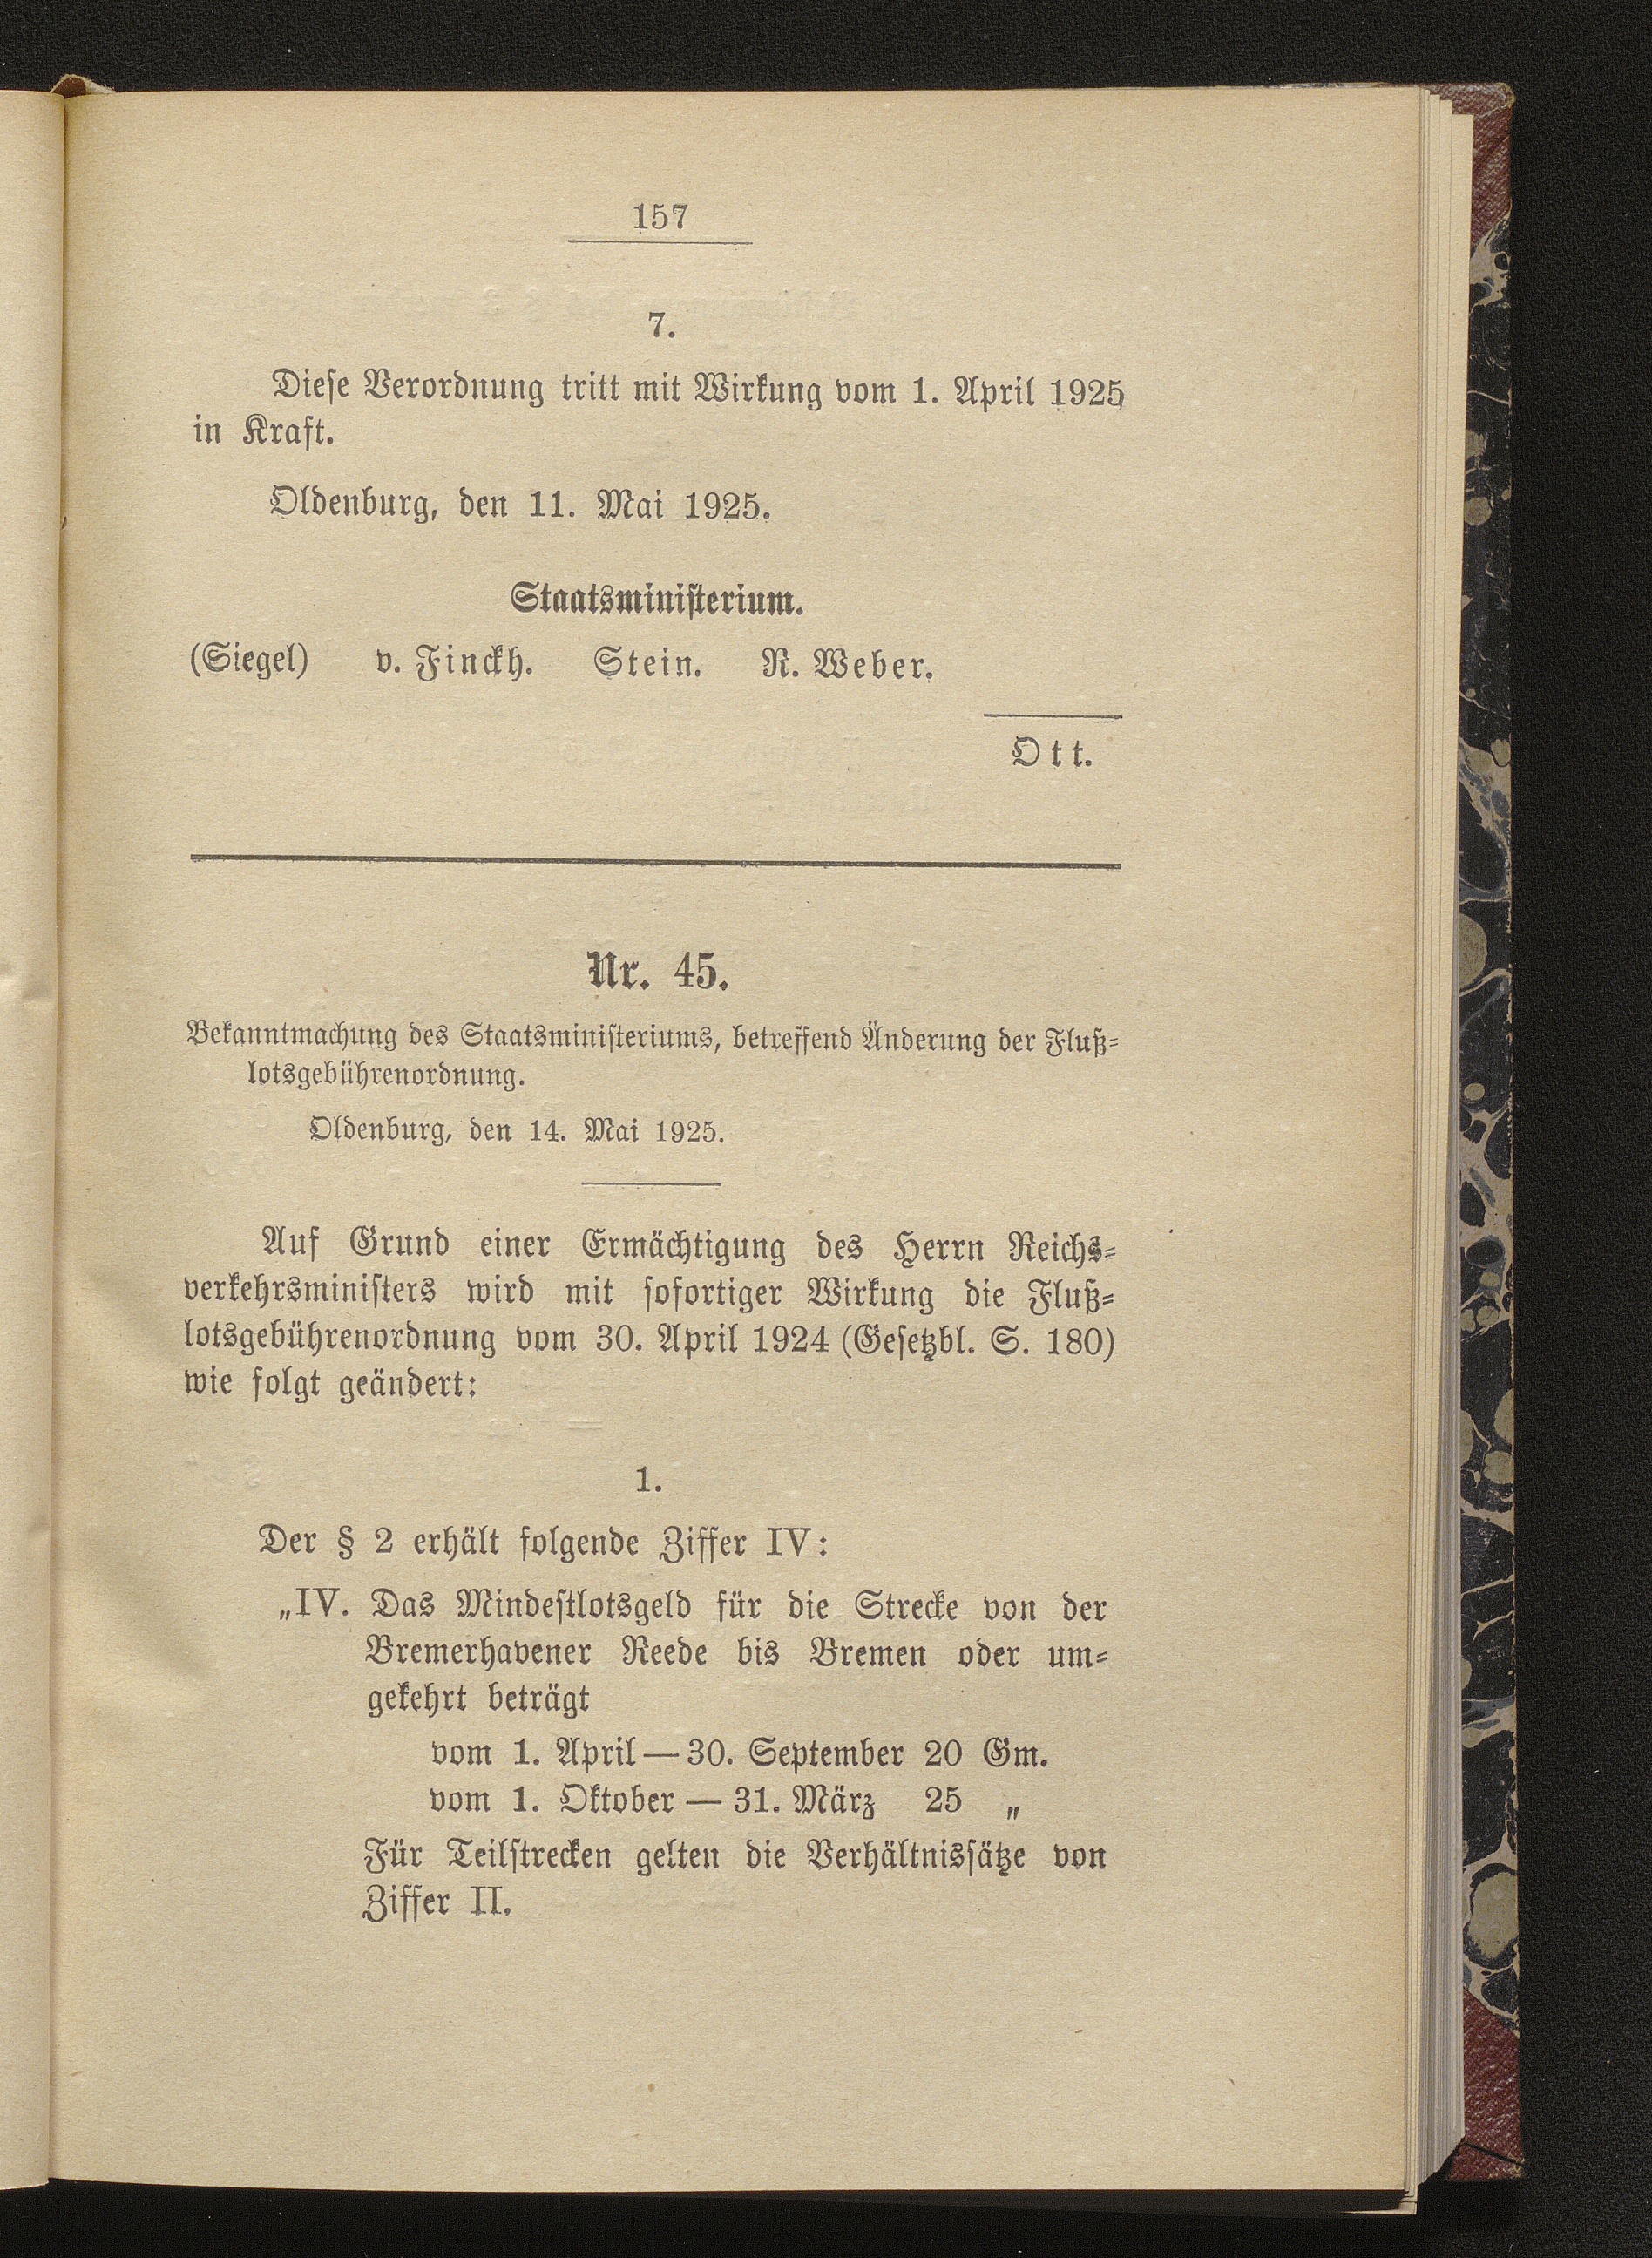 157
7.
Diese Verordnung tritt mit Wirkung vom 1. April 1925
in Kraft.
Oldenburg, den 11. Mai 1925.
Staatsministerium.
(Siegel) v. Finckh. Stein. R. Weber.
Ott.
Nr. 45.
Bekanntmachung des Staatsministeriums, betreffend Änderung der Fluß-
lotsgebührenordnung.
Oldenburg, den 14. Mai 1925.
Auf Grund einer Ermächtigung des Herrn Reichs-
verkehrsministers wird mit sofortiger Wirkung die Fluß-
lotsgebührenordnung vom 30. April 1924 (Gesetzbl. S. 180)
wie folgt geändert:
1.
Der § 2 erhält folgende Ziffer IV:
„IV. Das Mindestlotsgeld für die Strecke von der
Bremerhavener Reede bis Bremen oder um-
gekehrt beträgt
vom 1. April — 30. September 20 Gm.
vom 1. Oktober — 31. März 25 „
Für Teilstrecken gelten die Verhältnissätze von
Ziffer II.